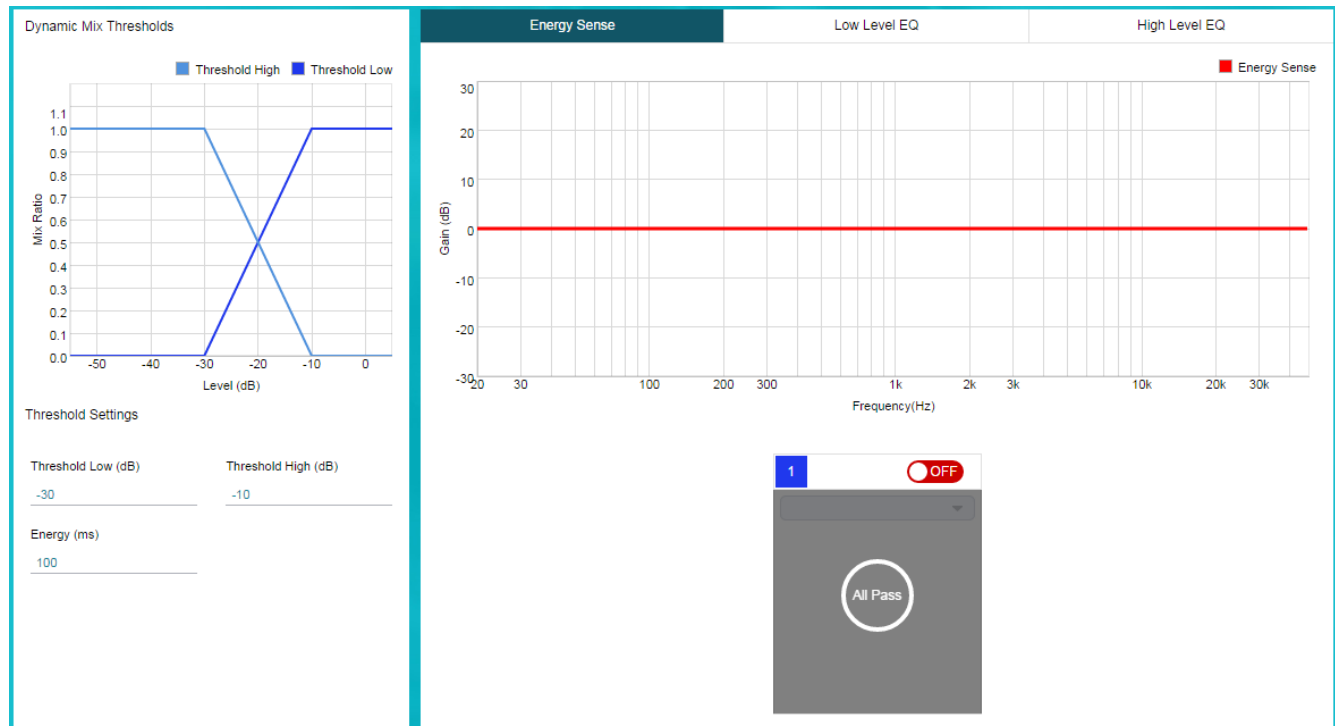 Dynamic Mix Thresholds
Threshold High Threshold Low
1.1
1.0
0.9
0.8
0.7
0.6
0.5
0.4
0.3
0.2
0.1
0.0
Mix Ratio
-50 -40 -30 -20 -10 0
Level (dB)
Threshold Settings
Threshold Low (dB) Threshold High (dB)
-30 -10
Energy (ms)
100
Energy Sense Low Level EQ High Level EQ
Energy Sense
30
20
10
0
-10
-20
-30
Gain (dB)
20 30 100 200 300 1k 2k 3k 10k 20k 30k
Frequency(Hz)
1 OFF
All Pass